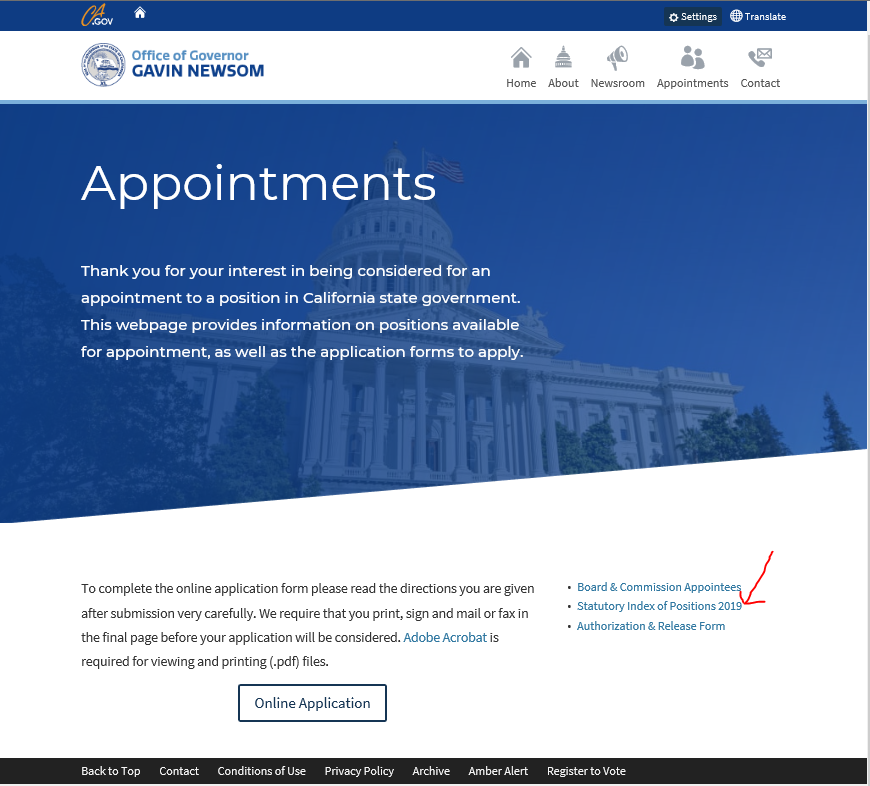 CA.GOV
Settings
Translate
Office of Governor
GAVIN NEWSOM
Home
About
Newsroom
Appointments
Contact
Appointments
Thank you for your interest in being considered for an
appointment to a position in California state government.
This webpage provides information on positions available
for appointment, as well as the application forms to apply.
To complete the online application form please read the directions you are given
after submission very carefully. We require that you print, sign and mail or fax in
the final page before your application will be considered. Adobe Acrobat is
required for viewing and printing (.pdf) files.
Online Application
• Board & Commission Appointees
• Statutory Index of Positions 2019
• Authorization & Release Form
Back to Top
Contact
Conditions of Use
Privacy Policy
Archive
Amber Alert
Register to Vote